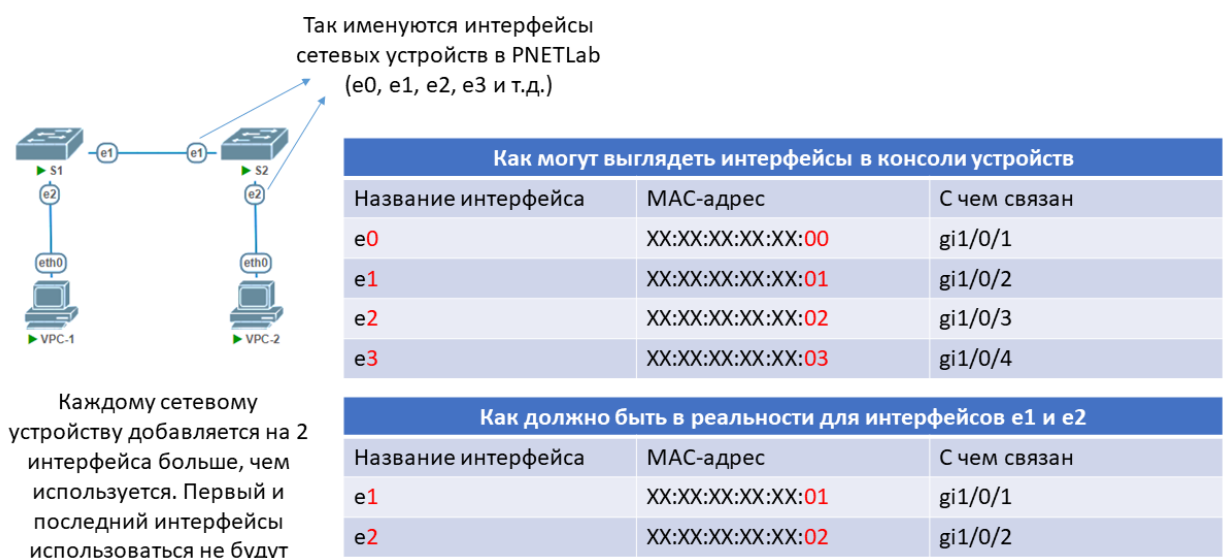 Так именуются интерфейсы
сетевых устройств в PNETLab
(e0, e1, e2, e3 и т.д.)
e1
e1
S1
S2
e2
e2
eth0
eth0
VPC-1
VPC-2
Каждому сетевому
устройству добавляется на 2
интерфейса больше, чем
используется. Первый и
последний интерфейсы
использоваться не будут
Как могут выглядеть интерфейсы в консоли устройств
Название интерфейса MAC-адрес С чем связан
e0 XX:XX:XX:XX:XX:00 gi1/0/1
e1 XX:XX:XX:XX:XX:01 gi1/0/2
e2 XX:XX:XX:XX:XX:02 gi1/0/3
e3 XX:XX:XX:XX:XX:03 gi1/0/4
Как должно быть в реальности для интерфейсов e1 и e2
Название интерфейса MAC-адрес С чем связан
e1 XX:XX:XX:XX:XX:01 gi1/0/1
e2 XX:XX:XX:XX:XX:02 gi1/0/2